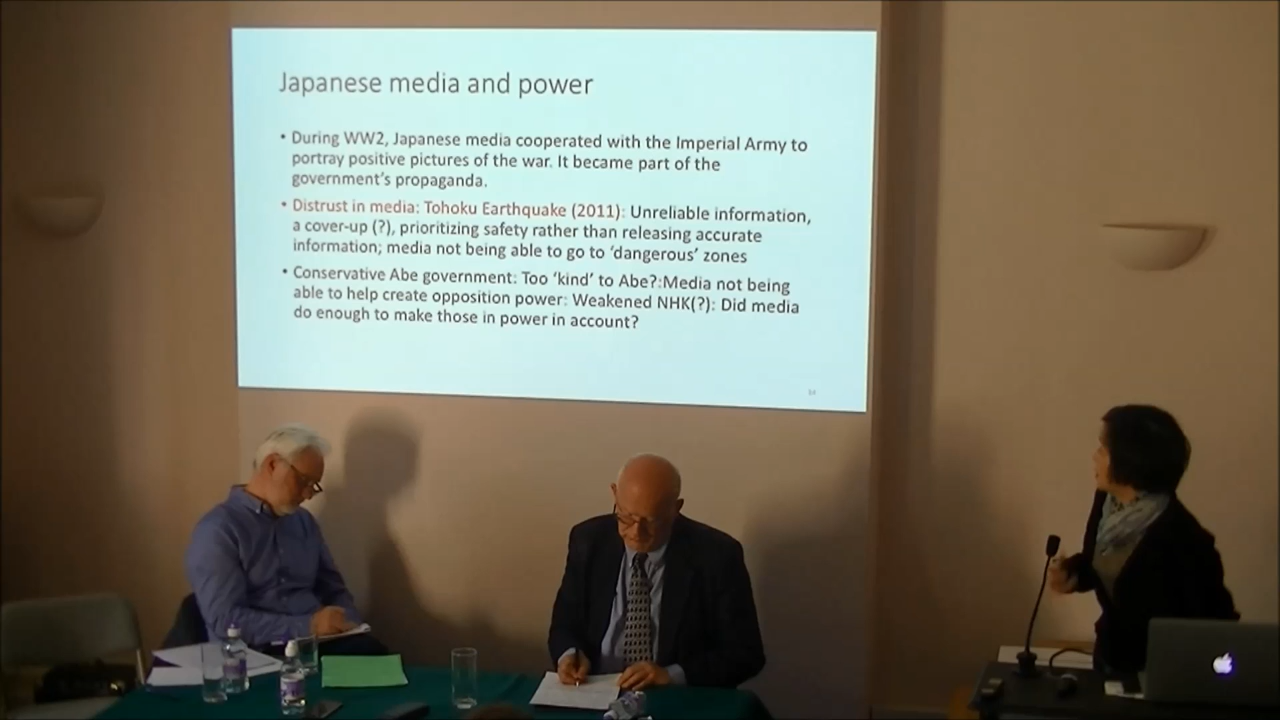 Japanese media and power
• During WW2, Japanese media cooperated with the Imperial Army to
portray positive pictures of the war. It became part of the
government's propaganda.
• Distrust in media: Tohoku Earthquake (2011): Unreliable information,
a cover-up (?), prioritizing safety rather than releasing accurate
information; media not being able to go to 'dangerous' zones
• Conservative Abe government: Too 'kind' to Abe?:Media not being
able to help create opposition power: Weakened NHK(?): Did media
do enough to make those in power in account?